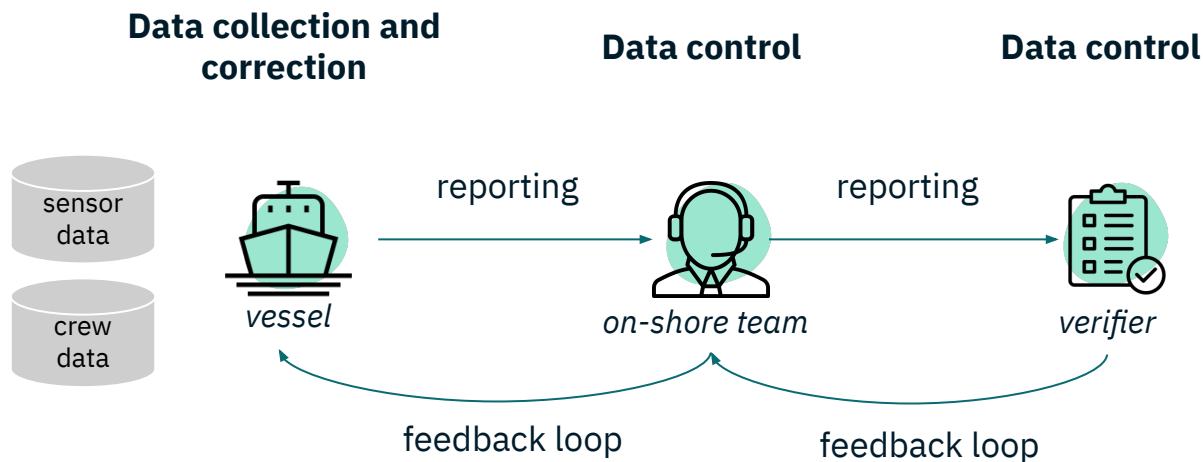 Data collection and
correction
Data control
Data control
sensor
data
crew
data
reporting
reporting
vessel
on-shore team
verifier
feedback loop
feedback loop